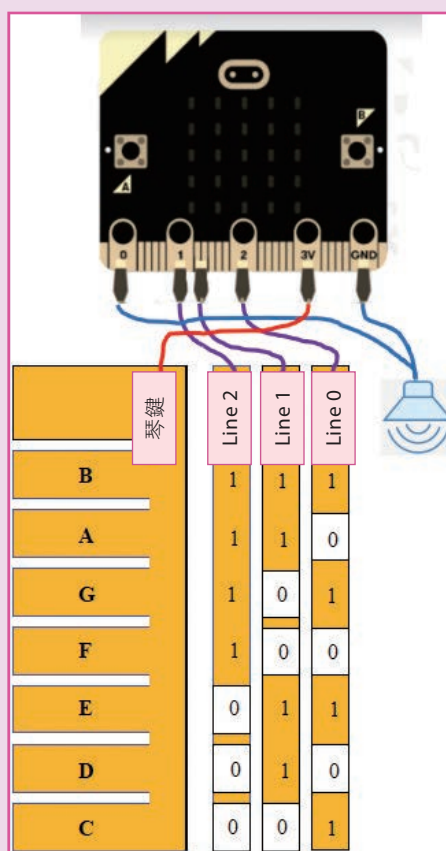 B
A
0 1 2 3V GND
琴鍵 Line 2 Line 1 Line 0
B 1 1 1
A 1 1 0
G 1 0 1
F 1 0 0
E 0 1 1
D 0 1 0
C 0 0 1